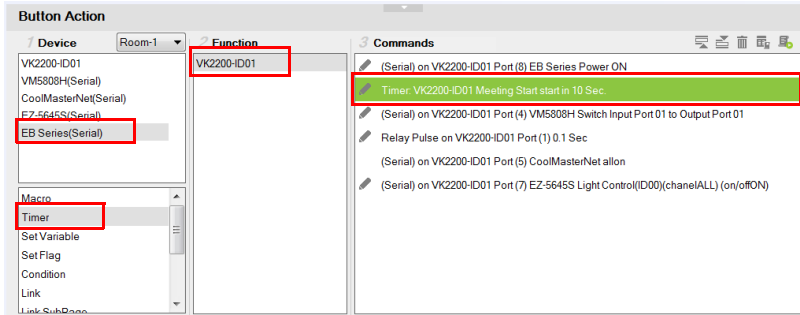 Button Action
1 Device
Room-1
2 Function
3 Commands
VK2200-ID01
VM5808H(Serial)
CoolMasterNet(Serial)
EZ-5645S(Serial)
EB Series(Serial)
Macro
Timer
Set Variable
Set Flag
Condition
Link
Link SubPage
VK2200-ID01
(Serial) on VK2200-ID01 Port (8) EB Series Power ON
Timer: VK2200-ID01 Meeting Start start in 10 Sec.
(Serial) on VK2200-ID01 Port (4) VM5808H Switch Input Port 01 to Output Port 01
Relay Pulse on VK2200-ID01 Port (1) 0.1 Sec
(Serial) on VK2200-ID01 Port (5) CoolMasterNet allon
(Serial) on VK2200-ID01 Port (7) EZ-5645S Light Control(ID00)(chanelALL) (on/offON)